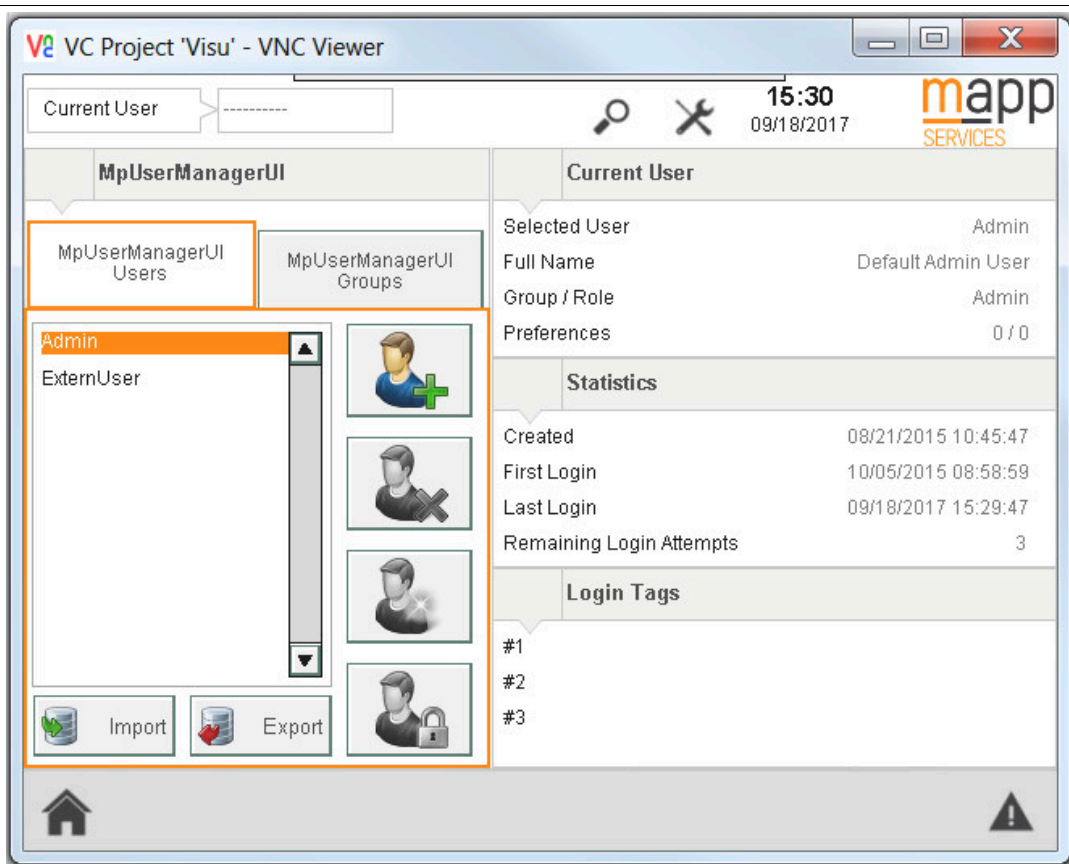 VC Project 'Visu' - VNC Viewer
Current User
----------
15:30
09/18/2017
mapp
SERVICES
MpUserManagerUI
MpUserManagerUI
Users
MpUserManagerUI
Groups
Admin
ExternUser
Import
Export
Current User
Selected User Admin
Full Name Default Admin User
Group / Role Admin
Preferences 0 / 0
Statistics
Created 08/21/2015 10:45:47
First Login 10/05/2015 08:58:59
Last Login 09/18/2017 15:29:47
Remaining Login Attempts 3
Login Tags
#1
#2
#3